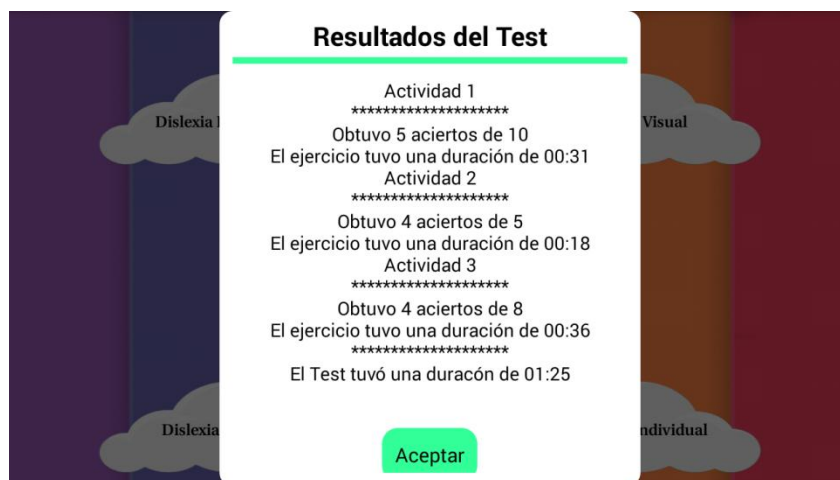 Resultados del Test
Actividad 1
********************
Dislexia
Visual
Obtuvo 5 aciertos de 10
El ejercicio tuvo una duración de 00:31
Actividad 2
********************
Obtuvo 4 aciertos de 5
El ejercicio tuvo una duración de 00:18
Actividad 3
********************
Obtuvo 4 aciertos de 8
El ejercicio tuvo una duración de 00:36
********************
El Test tuvó una duracón de 01:25
Dislexia
ndividual
Aceptar